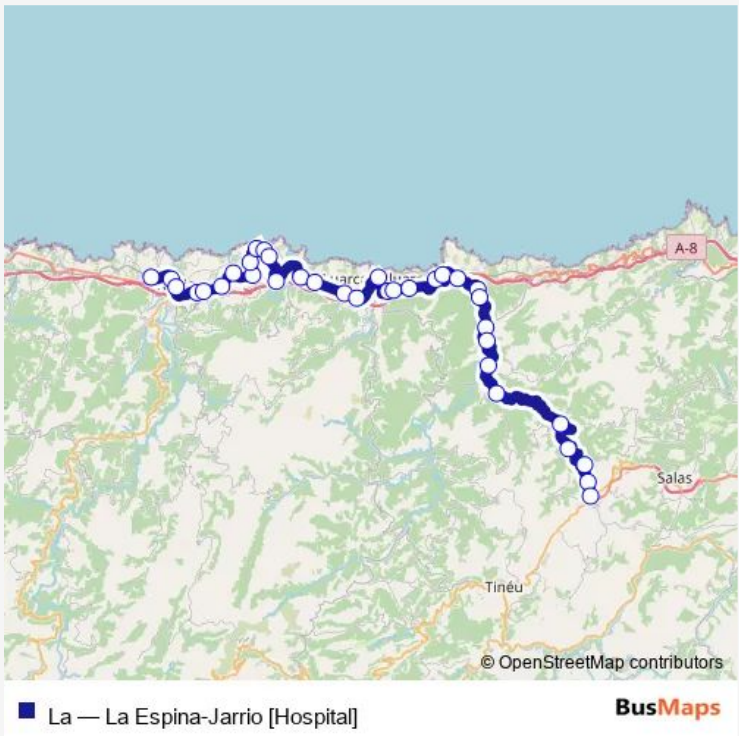 A-8
Salas
Tinéu
© OpenStreetMap contributors
La — La Espina-Jarrio [Hospital]
BusMaps